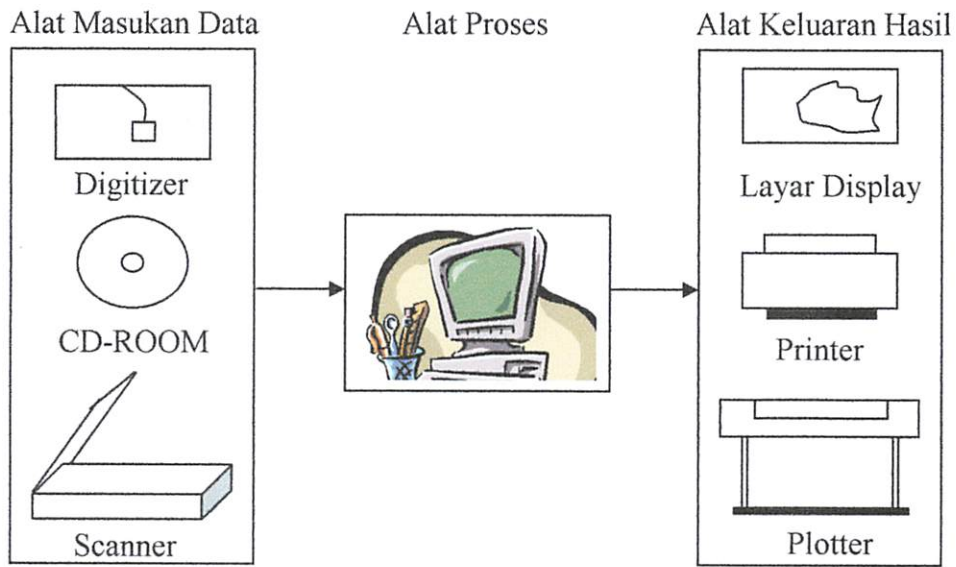 Alat Masukan Data
Alat Proses
Alat Keluaran Hasil
Digitizer
CD-ROOM
Scanner
Layar Display
Printer
Plotter